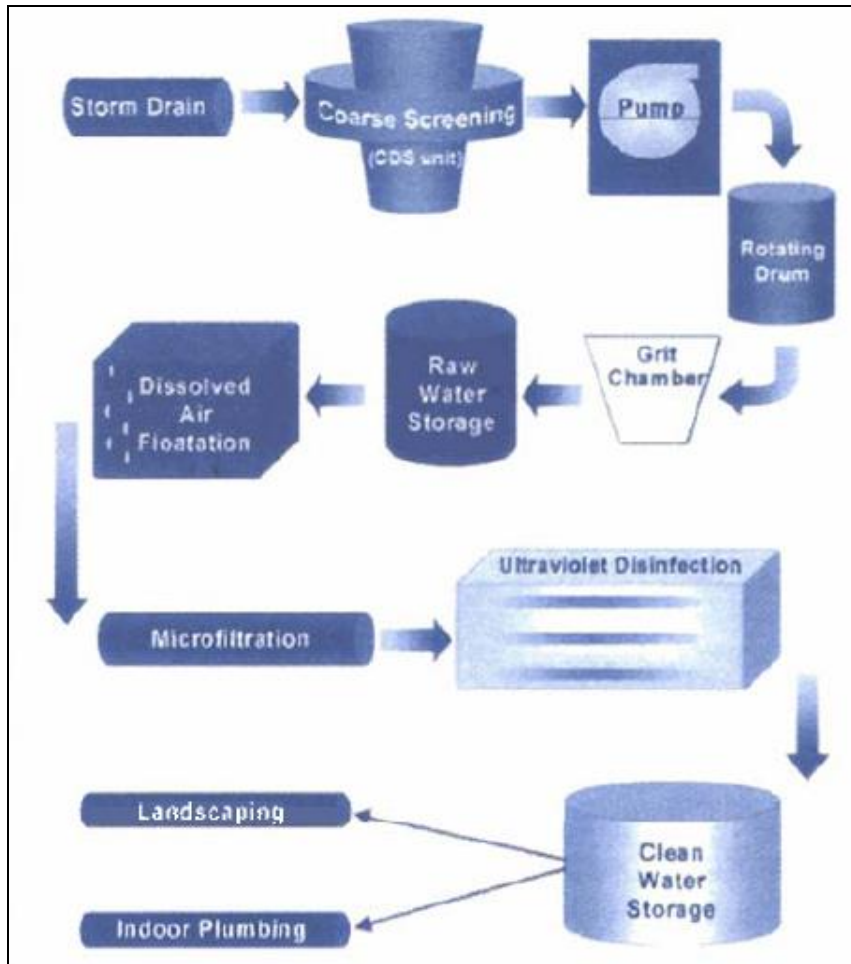 Storm Drain
Coarse Screening
(CDS unit)
Pump
Rotating
Drum
Grit
Chamber
Raw
Water
Storage
Dissolved
Air
Floatation
Microfiltration
Ultraviolet Disinfection
Clean
Water
Storage
Landscaping
Indoor Plumbing